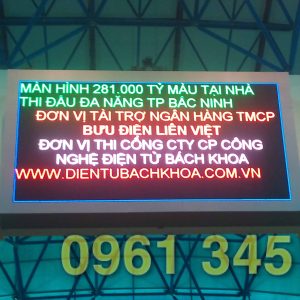 MÀN HÌNH 281.000 TỶ MÀU TẠI NHÀ
THI ĐẤU ĐA NĂNG TP BẮC NINH
ĐƠN VỊ TÀI TRỢ NGÂN HÀNG TMCP
BƯU ĐIỆN LIÊN VIỆT
ĐƠN VỊ THI CÔNG CTY CP CÔNG
NGHỆ ĐIỆN TỬ BÁCH KHOA
WWW.DIENTUBACHKHOA.COM.VN
0961 345